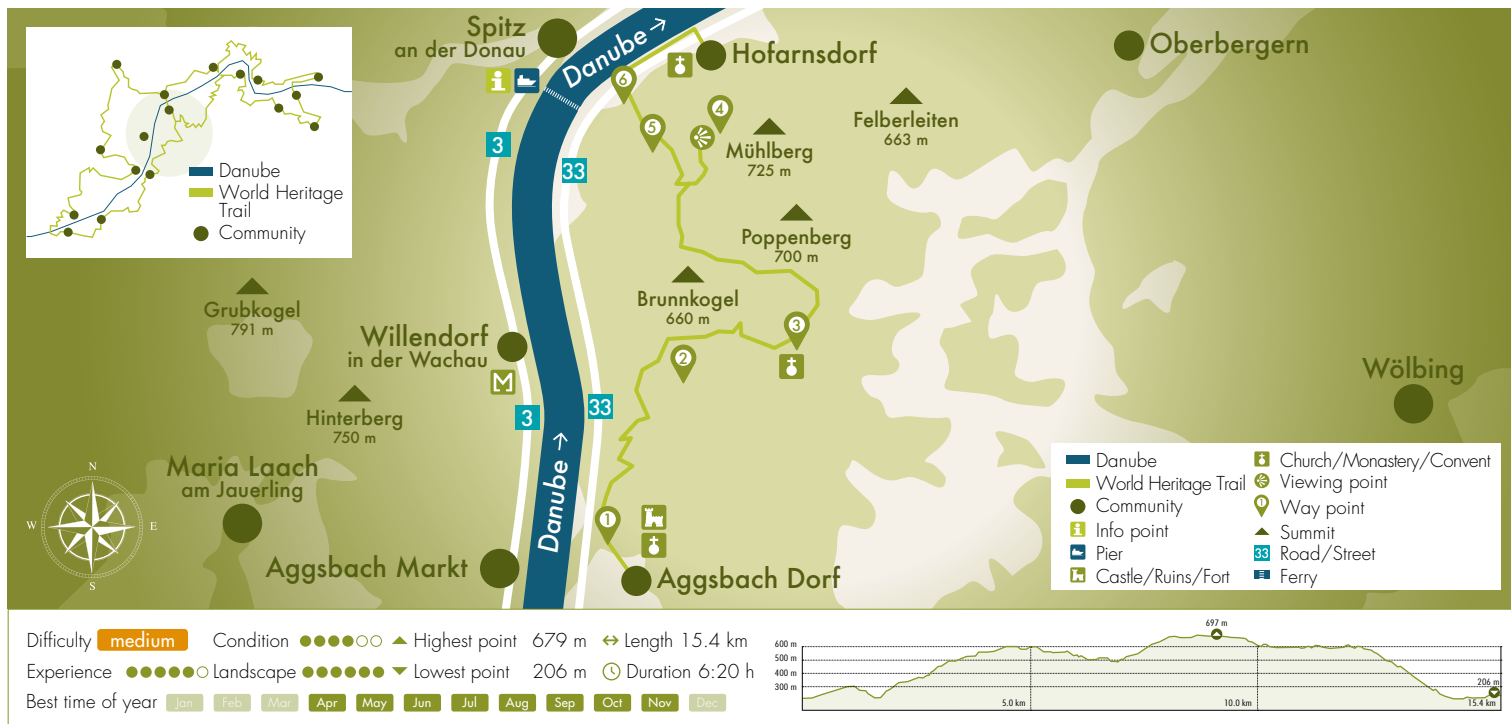 Danube
World Heritage
Trail
Community
Spitz
an der Donau
Danube →
Hofarnsdorf
Oberbergern
6
5
4
3
33
Mühlberg
725 m
Felberleiten
663 m
Poppenberg
700 m
Grubkogel
791 m
Brunnkogel
660 m
Willendorf
in der Wachau
M
2
3
Hinterberg
750 m
3
33
Wölbling
Maria Laach
am Jauerling
N
W
E
S
Danube →
1
Aggsbach Markt
Aggsbach Dorf
Danube
World Heritage Trail
Community
i Info point
Pier
Castle/Ruins/Fort
Church/Monastery/Convent
Viewing point
1 Way point
Summit
33 Road/Street
Ferry
Difficulty medium Condition Highest point 679 m Length 15.4 km
Experience Landscape Lowest point 206 m Duration 6:20 h
Best time of year Jan Feb Mar Apr May Jun Jul Aug Sep Oct Nov Dec
697 m
600 m
500 m
400 m
300 m
206 m
5.0 km
10.0 km
15.4 km